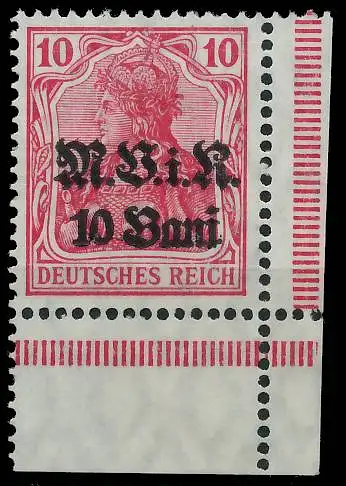 10 10
M.V.i.R.
10 Bani
DEUTSCHES REICH